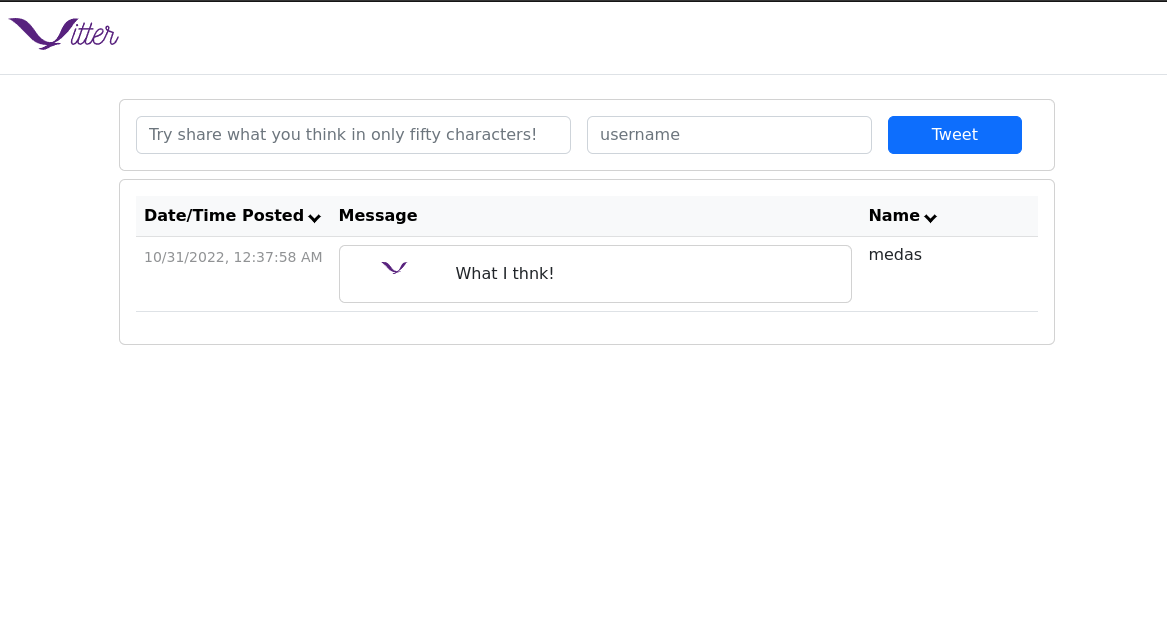 Vitter
Try share what you think in only fifty characters! username Tweet
Date/Time Posted Message Name
10/31/2022, 12:37:58 AM What I thnk! medas